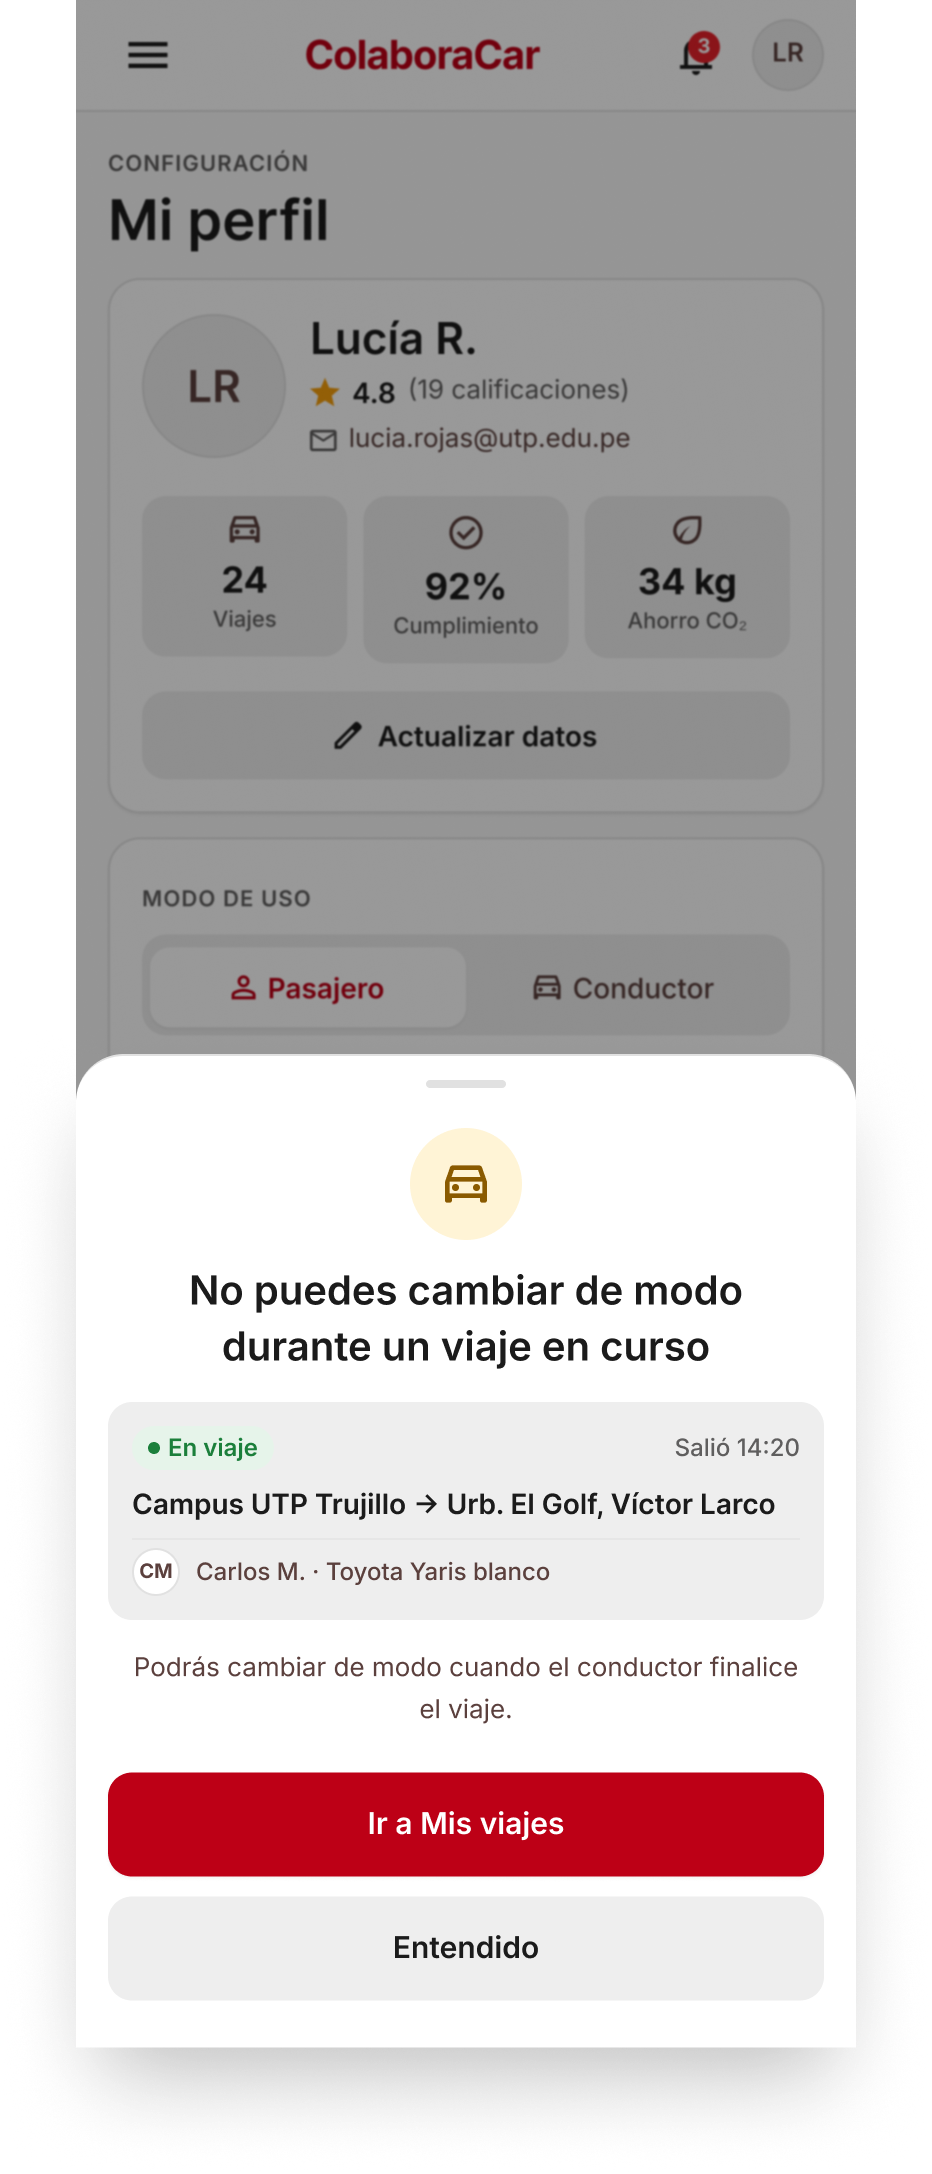 ColaboraCar
3
LR
CONFIGURACIÓN
Mi perfil
LR
Lucía R.
4.8 (19 calificaciones)
lucia.rojas@utp.edu.pe
24
Viajes
92%
Cumplimiento
34 kg
Ahorro CO₂
Actualizar datos
MODO DE USO
Pasajero
Conductor
No puedes cambiar de modo
durante un viaje en curso
En viaje
Salió 14:20
Campus UTP Trujillo → Urb. El Golf, Víctor Larco
CM
Carlos M. · Toyota Yaris blanco
Podrás cambiar de modo cuando el conductor finalice
el viaje.
Ir a Mis viajes
Entendido